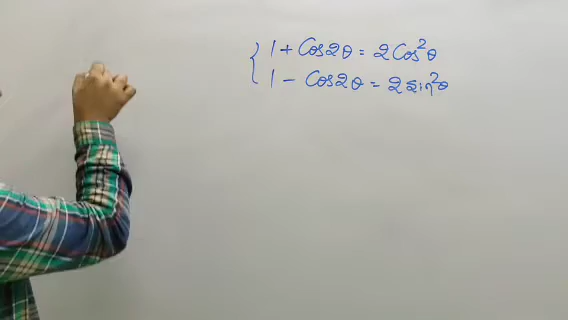 1 + Cos2θ = 2Cos²θ
1 - Cos2θ = 2sin²θ